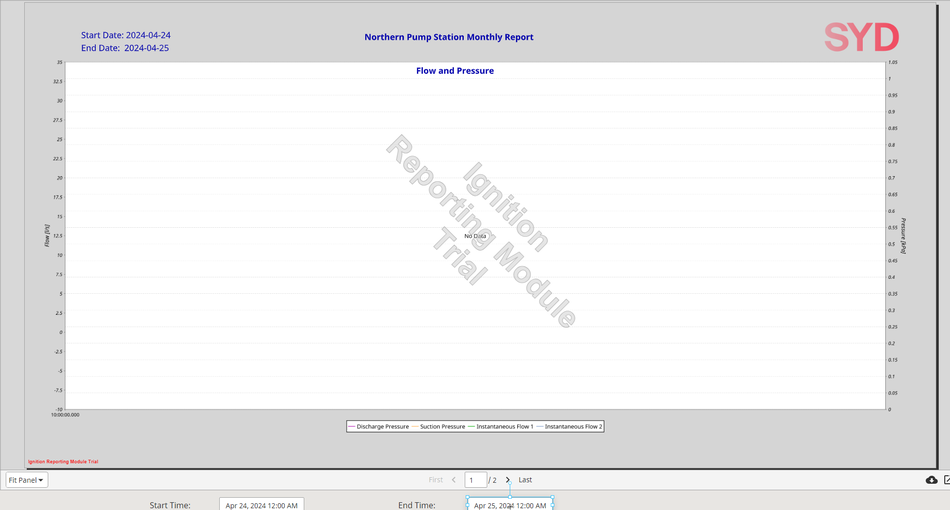 Start Date: 2024-04-24
End Date: 2024-04-25
Northern Pump Station Monthly Report
SYD
Flow and Pressure
35
32.5
30
27.5
25
22.5
20
17.5
15
12.5
10
7.5
5
2.5
0
-2.5
-5
-7.5
-10
Flow [l/s]
1.05
1
0.95
0.9
0.85
0.8
0.75
0.7
0.65
0.6
0.55
0.5
0.45
0.4
0.35
0.3
0.25
0.2
0.15
0.1
0.05
0
Pressure [kPa]
Ignition
Reporting Module
Trial
No Data
10:00:00.000
Discharge Pressure Suction Pressure Instantaneous Flow 1 Instantaneous Flow 2
Ignition Reporting Module Trial
Fit Panel
First 1 / 2 Last
Start Time: Apr 24, 2024 12:00 AM End Time: Apr 25, 2024 12:00 AM